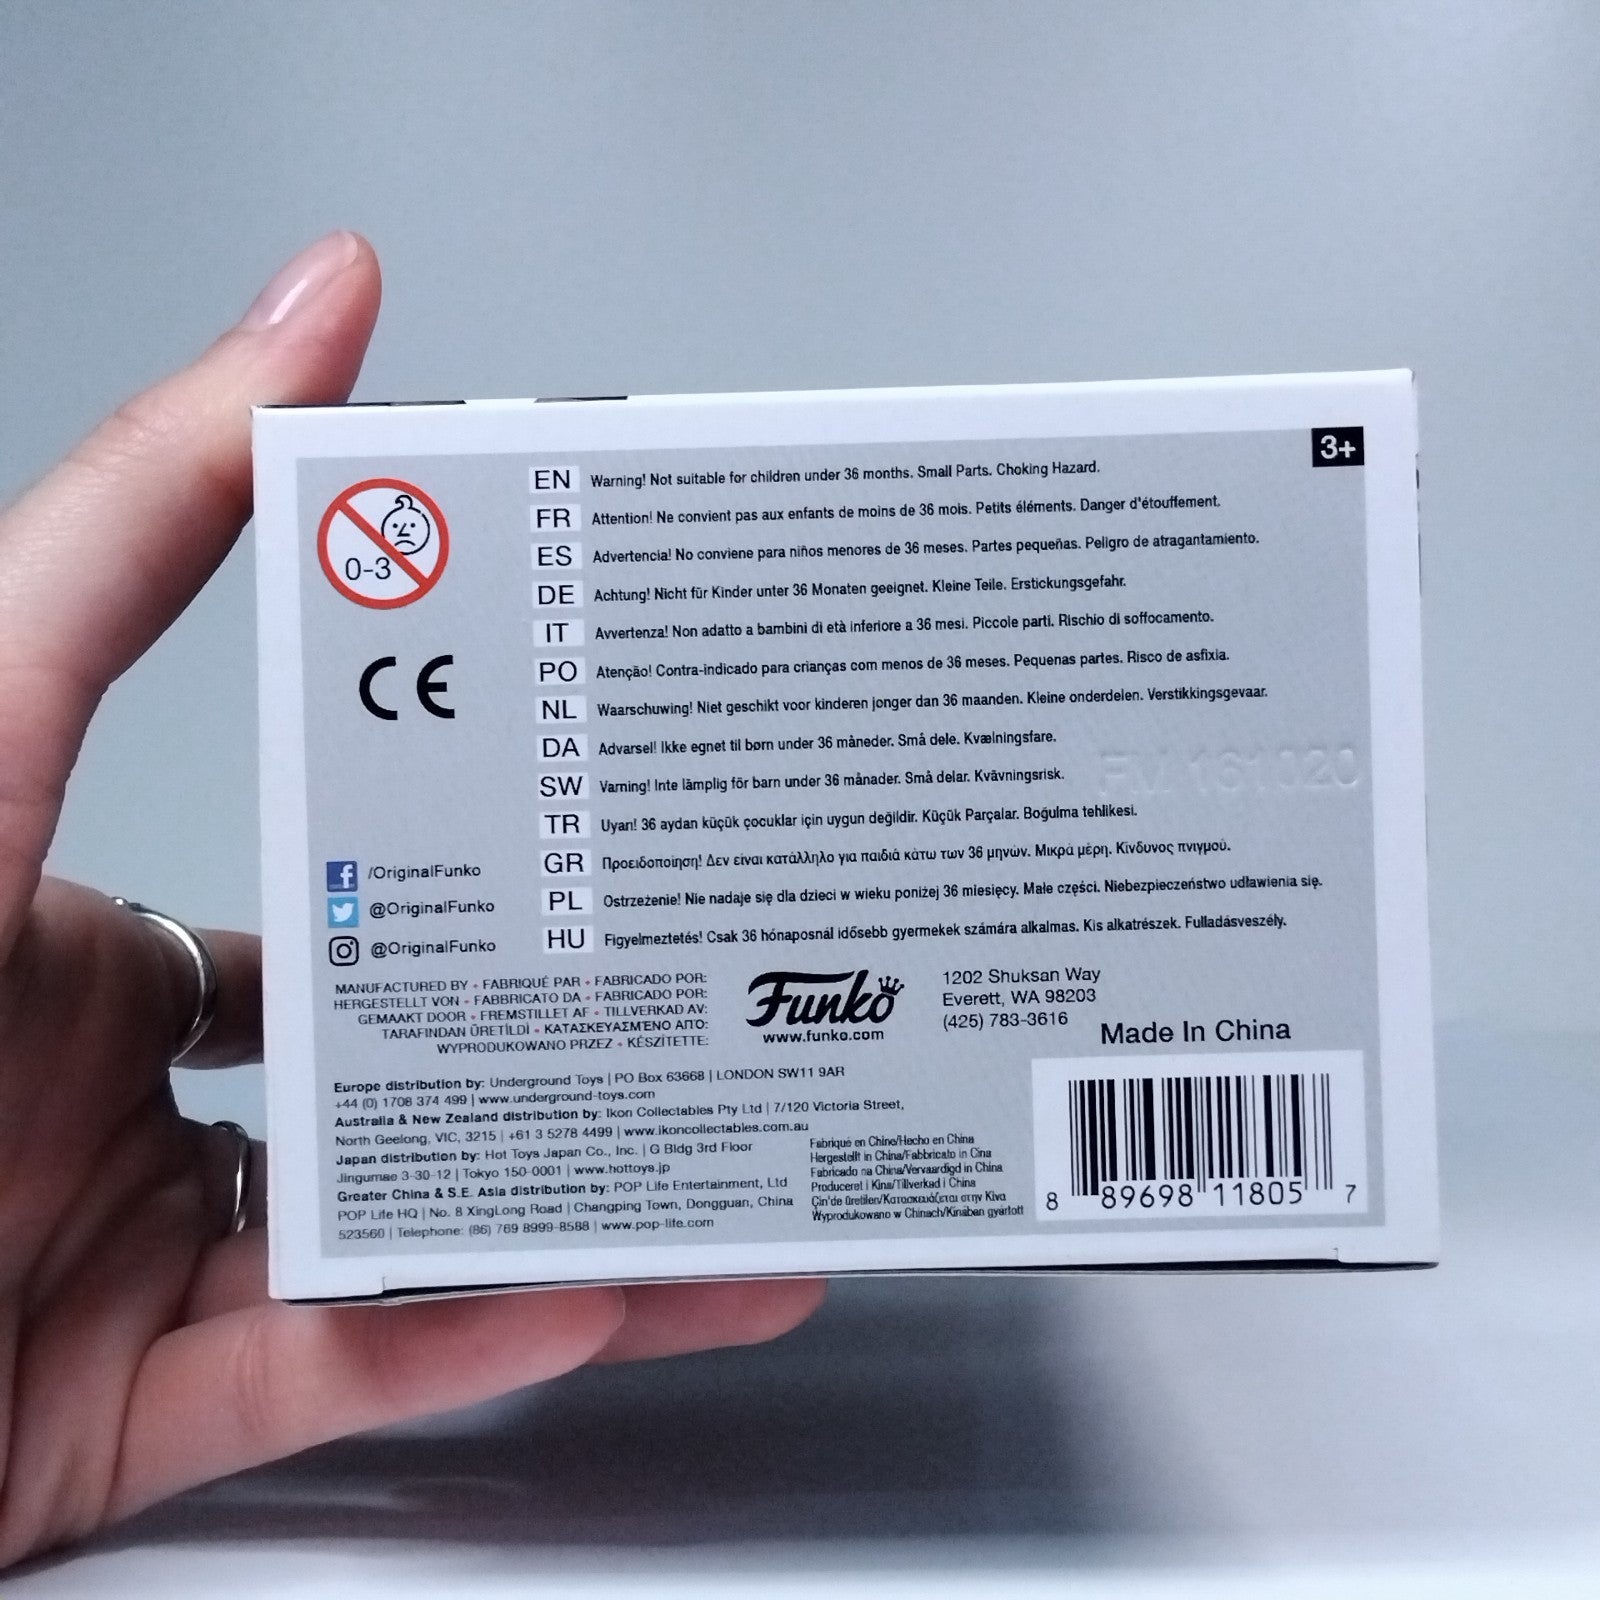 3+
0-3
CE
EN Warning! Not suitable for children under 36 months. Small Parts. Choking Hazard.
FR Attention! Ne convient pas aux enfants de moins de 36 mois. Petits éléments. Danger d'étouffement.
ES Advertencia! No conviene para niños menores de 36 meses. Partes pequeñas. Peligro de atragantamiento.
DE Achtung! Nicht für Kinder unter 36 Monaten geeignet. Kleine Teile. Erstickungsgefahr.
IT Avvertenza! Non adatto a bambini di età inferiore a 36 mesi. Piccole parti. Rischio di soffocamento.
PO Atenção! Contra-indicado para crianças com menos de 36 meses. Pequenas partes. Risco de asfixia.
NL Waarschuwing! Niet geschikt voor kinderen jonger dan 36 maanden. Kleine onderdelen. Verstikkingsgevaar.
DA Advarsel! Ikke egnet til børn under 36 måneder. Små dele. Kvælningsfare.
SW Varning! Inte lämplig för barn under 36 månader. Små delar. Kvävningsrisk.
TR Uyarı! 36 aydan küçük çocuklar için uygun değildir. Küçük Parçalar. Boğulma tehlikesi.
GR Προειδοποίηση! Δεν είναι κατάλληλο για παιδιά κάτω των 36 μηνών. Μικρά μέρη. Κίνδυνος πνιγμού.
PL Ostrzeżenie! Nie nadaje się dla dzieci w wieku poniżej 36 miesięcy. Małe części. Niebezpieczeństwo udławienia się.
HU Figyelmeztetés! Csak 36 hónaposnál idősebb gyermekek számára alkalmas. Kis alkatrészek. Fulladásveszély.
/OriginalFunko
@OriginalFunko
@OriginalFunko
MANUFACTURED BY • FABRIQUÉ PAR • FABRICADO POR:
HERGESTELLT VON • FABBRICATO DA • FABRICADO POR:
GEMAAKT DOOR • FREMSTILLET AF • TILLVERKAD AV:
TARAFINDAN ÜRETİLDİ • ΚΑΤΑΣΚΕΥΑΣΜΈΝΟ ΑΠΌ:
WYPRODUKOWANO PRZEZ • KÉSZÍTETTE:
Funko
www.funko.com
1202 Shuksan Way
Everett, WA 98203
(425) 783-3616
Made In China
Europe distribution by: Underground Toys | PO Box 63668 | LONDON SW11 9AR
+44 (0) 1708 374 499 | www.underground-toys.com
Australia & New Zealand distribution by: Ikon Collectables Pty Ltd | 7/120 Victoria Street,
North Geelong, VIC, 3215 | +61 3 5278 4499 | www.ikoncollectables.com.au
Japan distribution by: Hot Toys Japan Co., Inc. | G Bldg 3rd Floor
Jingumae 3-30-12 | Tokyo 150-0001 | www.hottoys.jp
Greater China & S.E. Asia distribution by: POP Life Entertainment, Ltd
POP Life HQ | No. 8 XingLong Road | Changping Town, Dongguan, China
523560 | Telephone: (86) 769 8999-8588 | www.pop-life.com
Fabriqué en Chine/Hecho en China
Hergestellt in China/Fabbricato in Cina
Fabricado na China/Vervaardigd in China
Produceret i Kina/Tillverkad i China
Çin'de üretilen/Κατασκευάζεται στην Κίνα
Wyprodukowano w Chinach/Kínában gyártott
8 89698 11805 7